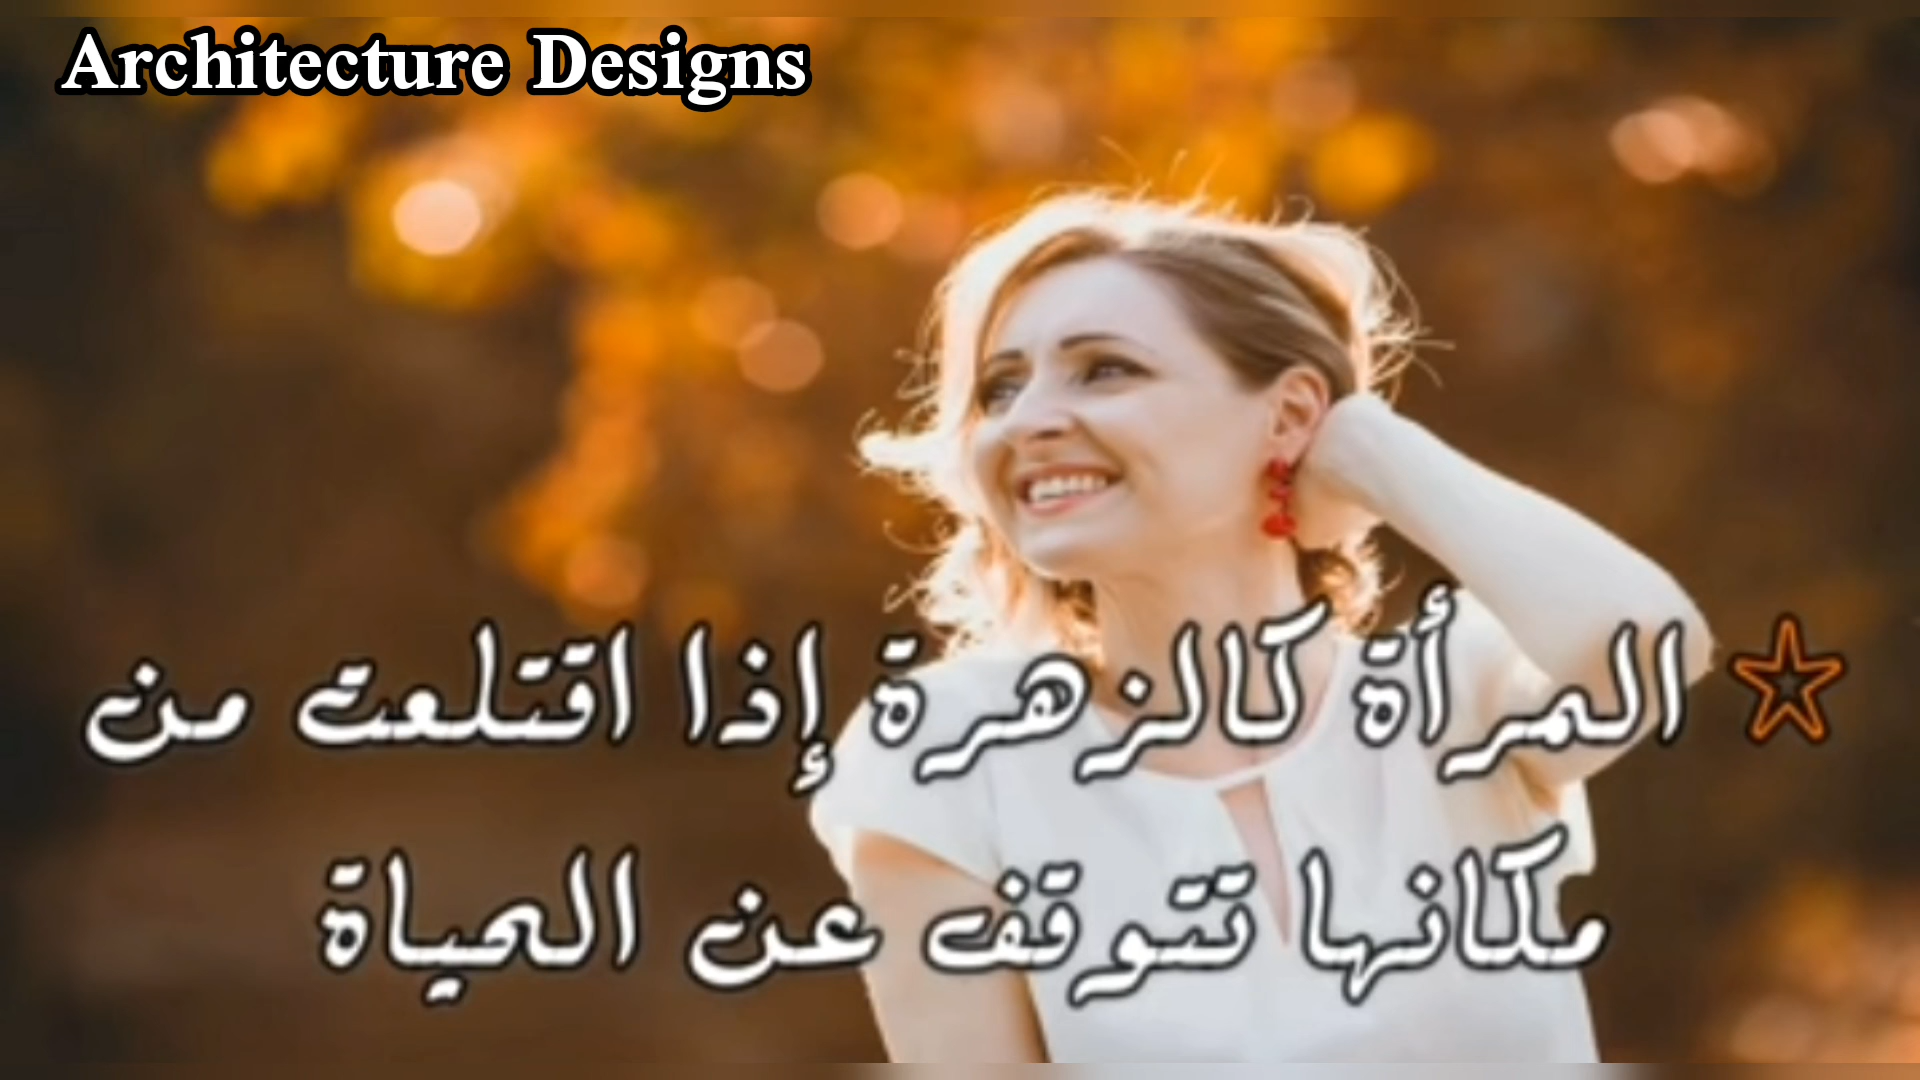 Architecture Designs
☆ المرأة كالزهرة إذا اقتلعت من
مكانها تتوقف عن الحياة